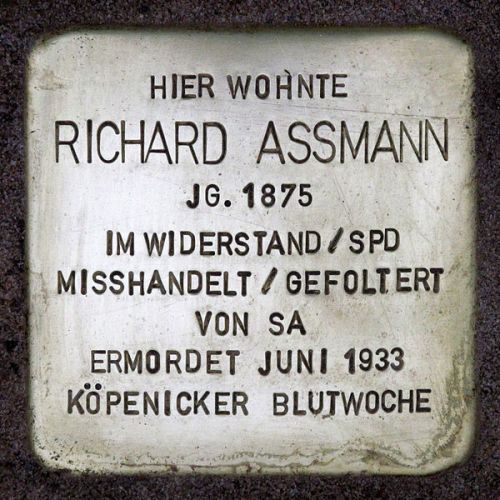 HIER WOHNTE
RICHARD ASSMANN
JG. 1875
IM WIDERSTAND / SPD
MISSHANDELT / GEFOLTERT
VON SA
ERMORDET JUNI 1933
KÖPENICKER BLUTWOCHE